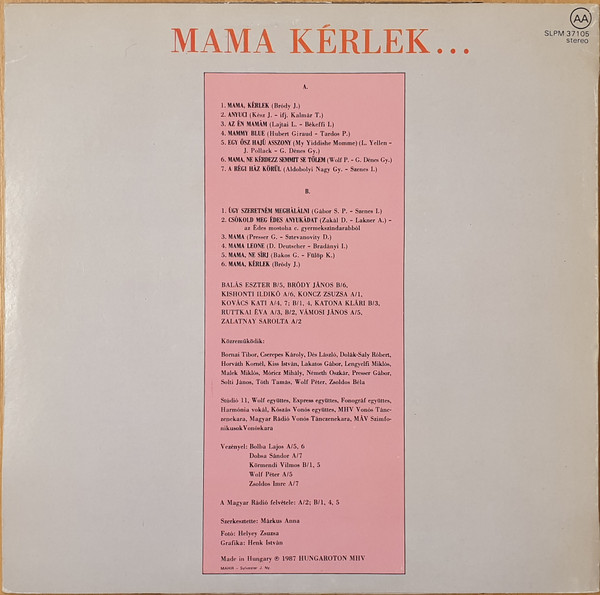 AA
SLPM 37105
stereo
MAMA KÉRLEK...
A.
1. MAMA, KÉRLEK (Bródy J.)
2. ANYUCI (Kész J. – ifj. Kalmár T.)
3. AZ ÉN MAMÁM (Lajtai L. – Békeffi I.)
4. MAMMY BLUE (Hubert Giraud – Tardos P.)
5. EGY ŐSZ HAJÚ ASSZONY (My Yiddishe Momme) (L. Yellen –
J. Pollack – G. Dénes Gy.)
6. MAMA, NE KÉRDEZZ SEMMIT SE TŐLEM (Wolf P. – G. Dénes Gy.)
7. A RÉGI HÁZ KÖRÜL (Aldobolyi Nagy Gy. – Szenes I.)
B.
1. ÚGY SZERETNÉM MEGHÁLÁLNI (Gábor S. P. – Szenes I.)
2. CSÓKOLD MEG ÉDES ANYUKÁDAT (Zakál D. – Lakner A.) –
az Édes mostoha c. gyermekszíndarabból
3. MAMA (Presser G. – Sztevanovity D.)
4. MAMA LEONE (D. Deutscher – Bradányi I.)
5. MAMA, NE SÍRJ (Bakos G. – Fülöp K.)
6. MAMA, KÉRLEK (Bródy J.)
BALÁS ESZTER B/5, BRÓDY JÁNOS B/6,
KISHONTI ILDIKÓ A/6, KONCZ ZSUZSA A/1,
KOVÁCS KATI A/4, 7; B/1, 4, KATONA KLÁRI B/3,
RUTTKAI ÉVA A/3, B/2, VÁMOSI JÁNOS A/5,
ZALATNAY SAROLTA A/2
Közreműködik:
Bornai Tibor, Cserepes Károly, Dés László, Dolák-Saly Róbert,
Horváth Kornél, Kiss István, Lakatos Gábor, Lengyelfi Miklós,
Malek Miklós, Móricz Mihály, Németh Oszkár, Presser Gábor,
Solti János, Tóth Tamás, Wolf Péter, Zsoldos Béla
Stúdió 11, Wolf együttes, Express együttes, Fonográf együttes,
Harmónia vokál, Kószás Vonós együttes, MHV Vonós Tánc-
zenekara, Magyar Rádió Vonós Tánczenekara, MÁV Szimfo-
nikusokVonóskara
Vezényel: Bolba Lajos A/5, 6
Dobsa Sándor A/7
Körmendi Vilmos B/1, 5
Wolf Péter A/5
Zsoldos Imre A/7
A Magyar Rádió felvétele: A/2; B/1, 4, 5
Szerkesztette: Márkus Anna
Fotó: Helyey Zsuzsa
Grafika: Henk István
Made in Hungary ℗ 1987 HUNGAROTON MHV